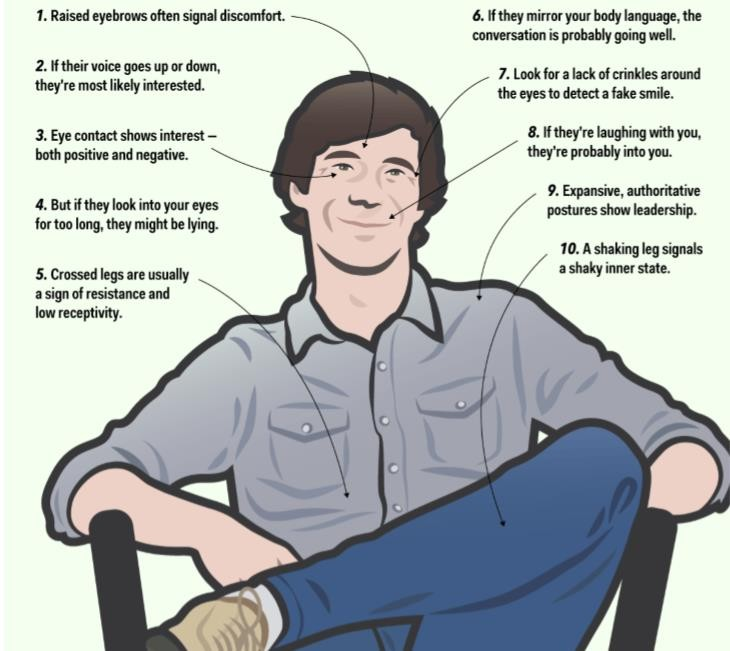 1. Raised eyebrows often signal discomfort.
2. If their voice goes up or down,
they're most likely interested.
3. Eye contact shows interest –
both positive and negative.
4. But if they look into your eyes
for too long, they might be lying.
5. Crossed legs are usually
a sign of resistance and
low receptivity.
6. If they mirror your body language, the
conversation is probably going well.
7. Look for a lack of crinkles around
the eyes to detect a fake smile.
8. If they're laughing with you,
they're probably into you.
9. Expansive, authoritative
postures show leadership.
10. A shaking leg signals
a shaky inner state.